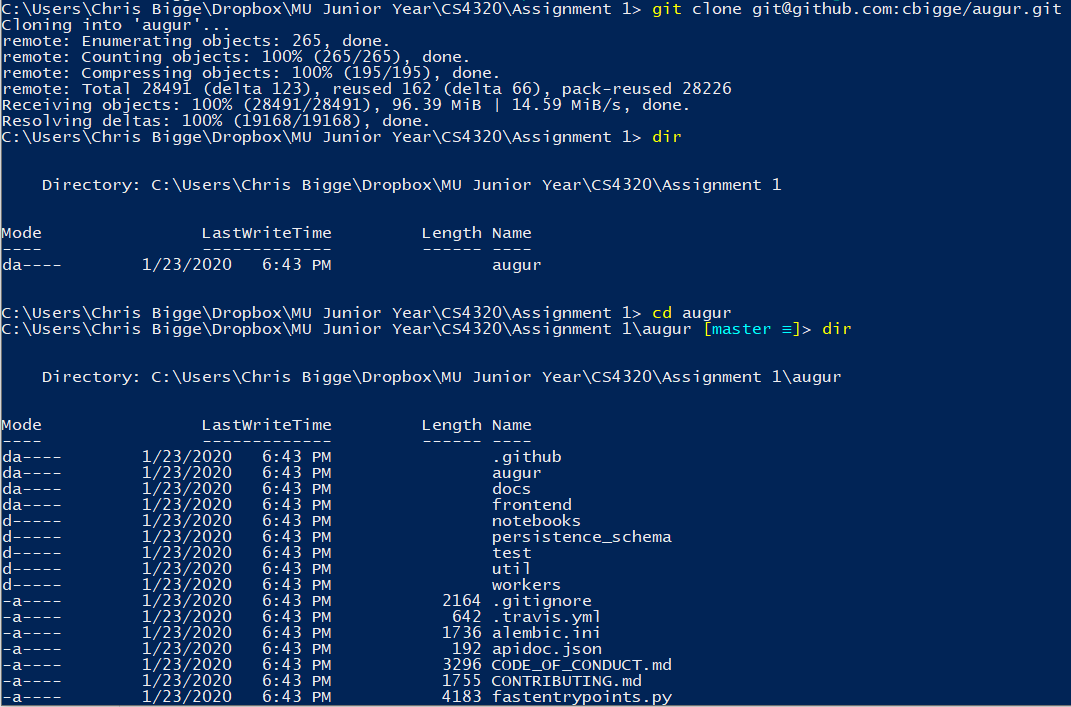 C:\Users\Chris Bigge\Dropbox\MU Junior Year\CS4320\Assignment 1> git clone git@github.com:cbigge/augur.git
Cloning into 'augur'...
remote: Enumerating objects: 265, done.
remote: Counting objects: 100% (265/265), done.
remote: Compressing objects: 100% (195/195), done.
remote: Total 28491 (delta 123), reused 162 (delta 66), pack-reused 28226
Receiving objects: 100% (28491/28491), 96.39 MiB | 14.59 MiB/s, done.
Resolving deltas: 100% (19168/19168), done.
C:\Users\Chris Bigge\Dropbox\MU Junior Year\CS4320\Assignment 1> dir
    Directory: C:\Users\Chris Bigge\Dropbox\MU Junior Year\CS4320\Assignment 1
Mode                LastWriteTime         Length Name
----                -------------         ------ ----
da----        1/23/2020   6:43 PM                augur
C:\Users\Chris Bigge\Dropbox\MU Junior Year\CS4320\Assignment 1> cd augur
C:\Users\Chris Bigge\Dropbox\MU Junior Year\CS4320\Assignment 1\augur [master ≡]> dir
    Directory: C:\Users\Chris Bigge\Dropbox\MU Junior Year\CS4320\Assignment 1\augur
Mode                LastWriteTime         Length Name
----                -------------         ------ ----
da----        1/23/2020   6:43 PM                .github
da----        1/23/2020   6:43 PM                augur
da----        1/23/2020   6:43 PM                docs
da----        1/23/2020   6:43 PM                frontend
d-----        1/23/2020   6:43 PM                notebooks
d-----        1/23/2020   6:43 PM                persistence_schema
d-----        1/23/2020   6:43 PM                test
d-----        1/23/2020   6:43 PM                util
d-----        1/23/2020   6:43 PM                workers
-a----        1/23/2020   6:43 PM           2164 .gitignore
-a----        1/23/2020   6:43 PM            642 .travis.yml
-a----        1/23/2020   6:43 PM           1736 alembic.ini
-a----        1/23/2020   6:43 PM            192 apidoc.json
-a----        1/23/2020   6:43 PM           3296 CODE_OF_CONDUCT.md
-a----        1/23/2020   6:43 PM           1755 CONTRIBUTING.md
-a----        1/23/2020   6:43 PM           4183 fastentrypoints.py